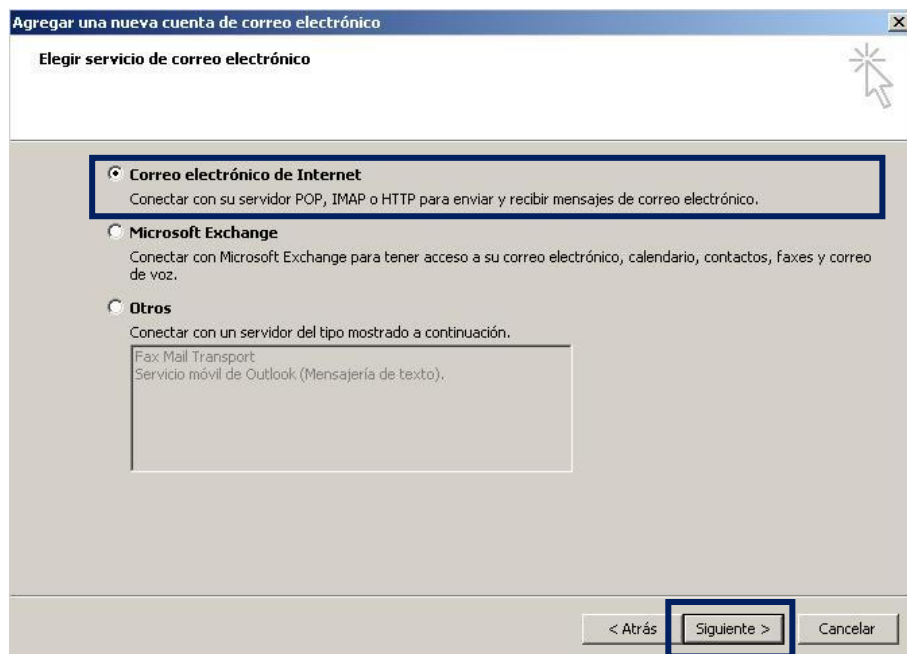 Agregar una nueva cuenta de correo electrónico
Elegir servicio de correo electrónico
Correo electrónico de Internet
Conectar con su servidor POP, IMAP o HTTP para enviar y recibir mensajes de correo electrónico.
Microsoft Exchange
Conectar con Microsoft Exchange para tener acceso a su correo electrónico, calendario, contactos, faxes y correo
de voz.
Otros
Conectar con un servidor del tipo mostrado a continuación.
Fax Mail Transport
Servicio móvil de Outlook (Mensajería de texto).
< Atrás
Siguiente >
Cancelar